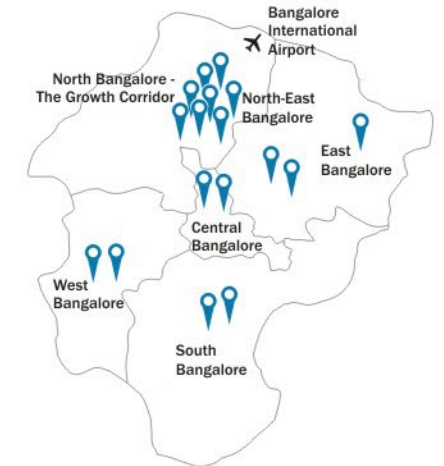 Bangalore
International
Airport
North Bangalore -
The Growth Corridor
North-East
Bangalore
East
Bangalore
Central
Bangalore
West
Bangalore
South
Bangalore